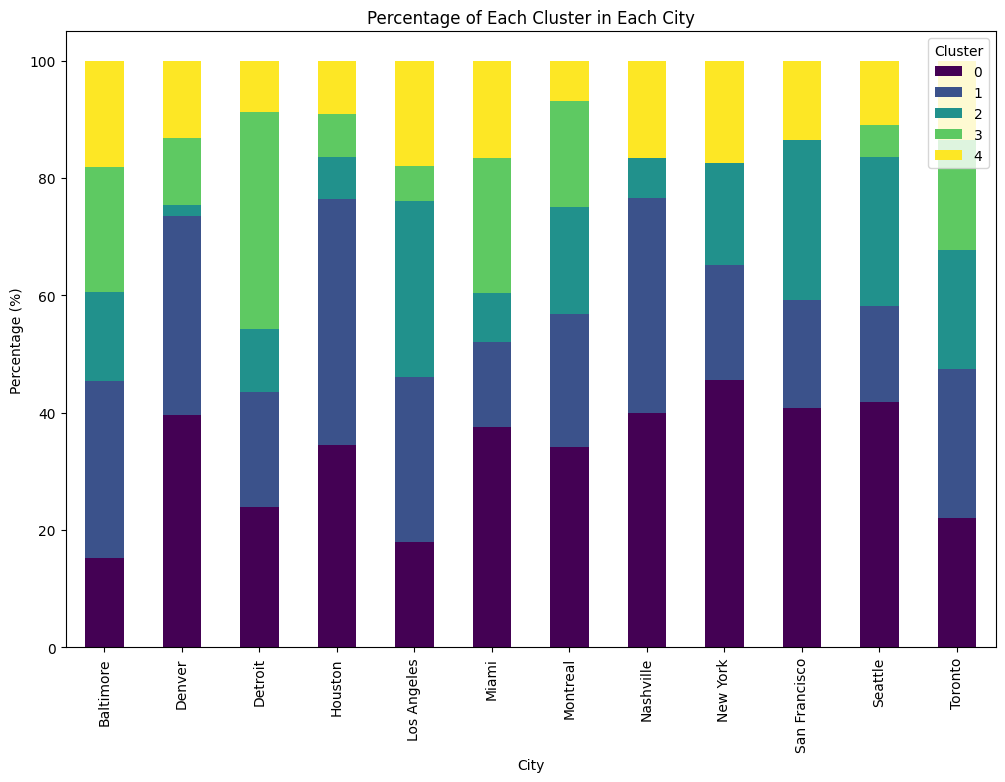 Percentage of Each Cluster in Each City
Cluster
0
1
2
3
4
100
80
60
40
20
0
Percentage (%)
Baltimore
Denver
Detroit
Houston
Los Angeles
Miami
Montreal
Nashville
New York
San Francisco
Seattle
Toronto
City